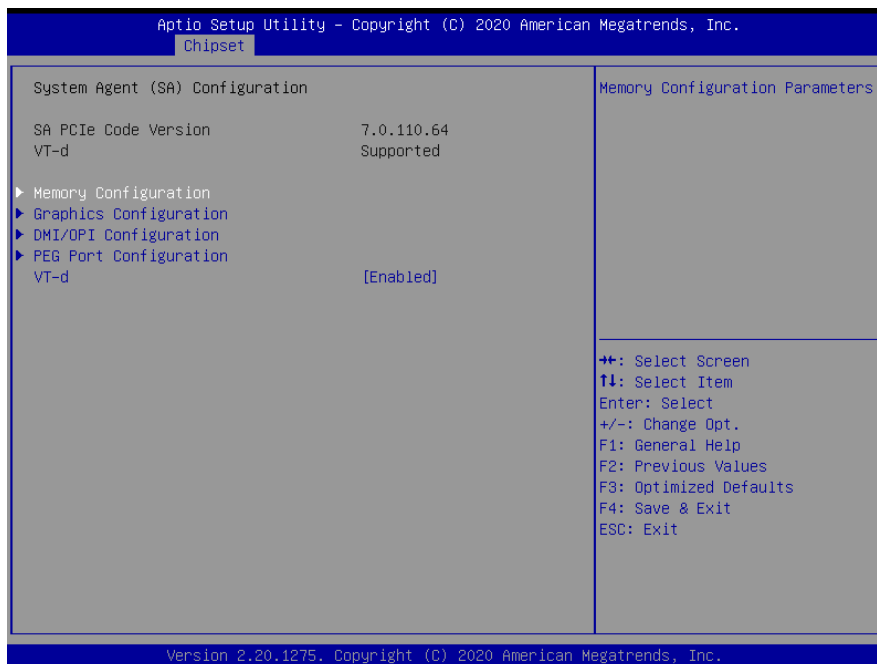 Aptio Setup Utility – Copyright (C) 2020 American Megatrends, Inc.
Chipset
System Agent (SA) Configuration
SA PCIe Code Version 7.0.110.64
VT-d Supported
Memory Configuration
Graphics Configuration
DMI/OPI Configuration
PEG Port Configuration
VT-d [Enabled]
Memory Configuration Parameters
→←: Select Screen
↑↓: Select Item
Enter: Select
+/-: Change Opt.
F1: General Help
F2: Previous Values
F3: Optimized Defaults
F4: Save & Exit
ESC: Exit
Version 2.20.1275. Copyright (C) 2020 American Megatrends, Inc.